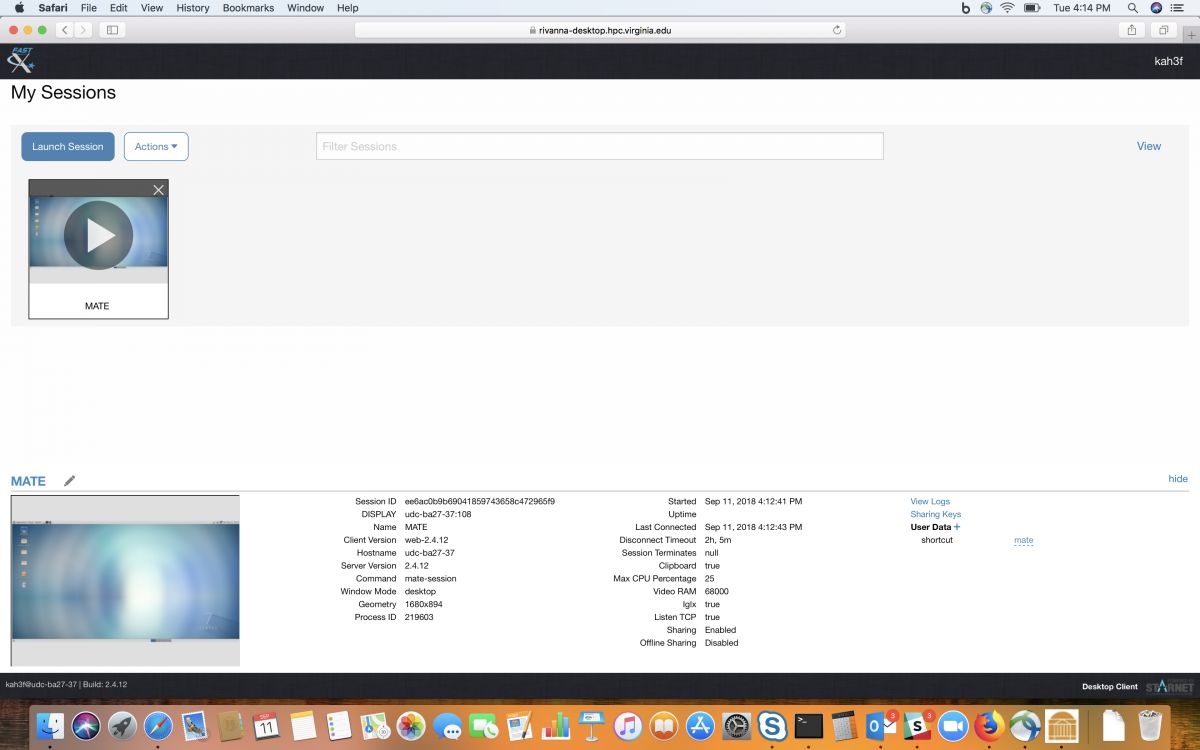 Safari File Edit View History Bookmarks Window Help Tue 4:14 PM
rivanna-desktop.hpc.virginia.edu
FAST X
kah3f
My Sessions
Launch Session Actions Filter Sessions View
MATE
MATE hide
Session ID ee6ac0b9b69041859743658c472965f9
DISPLAY udc-ba27-37:108
Name MATE
Client Version web-2.4.12
Hostname udc-ba27-37
Server Version 2.4.12
Command mate-session
Window Mode desktop
Geometry 1680x894
Process ID 219603
Started Sep 11, 2018 4:12:41 PM
Uptime
Last Connected Sep 11, 2018 4:12:43 PM
Disconnect Timeout 2h, 5m
Session Terminates null
Clipboard true
Max CPU Percentage 25
Video RAM 68000
Iglx true
Listen TCP true
Sharing Enabled
Offline Sharing Disabled
View Logs
Sharing Keys
User Data +
shortcut mate
kah3f@udc-ba27-37 | Build: 2.4.12 Desktop Client STARNET
SEP
11
3
3